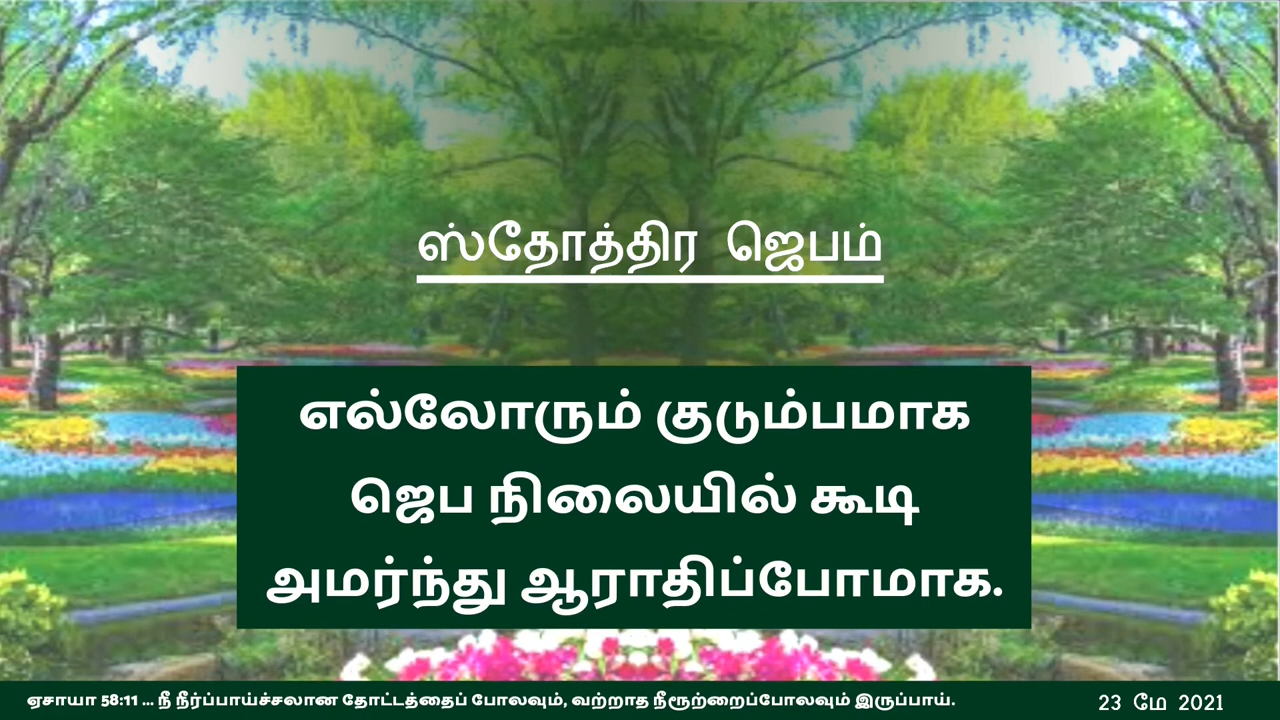 ஸ்தோத்திர ஜெபம்
எல்லோரும் குடும்பமாக
ஜெப நிலையில் கூடி
அமர்ந்து ஆராதிப்போமாக.
ஏசாயா 58:11 ... நீ நீர்ப்பாய்ச்சலான தோட்டத்தைப் போலவும், வற்றாத நீரூற்றைப்போலவும் இருப்பாய்.
23 மே 2021